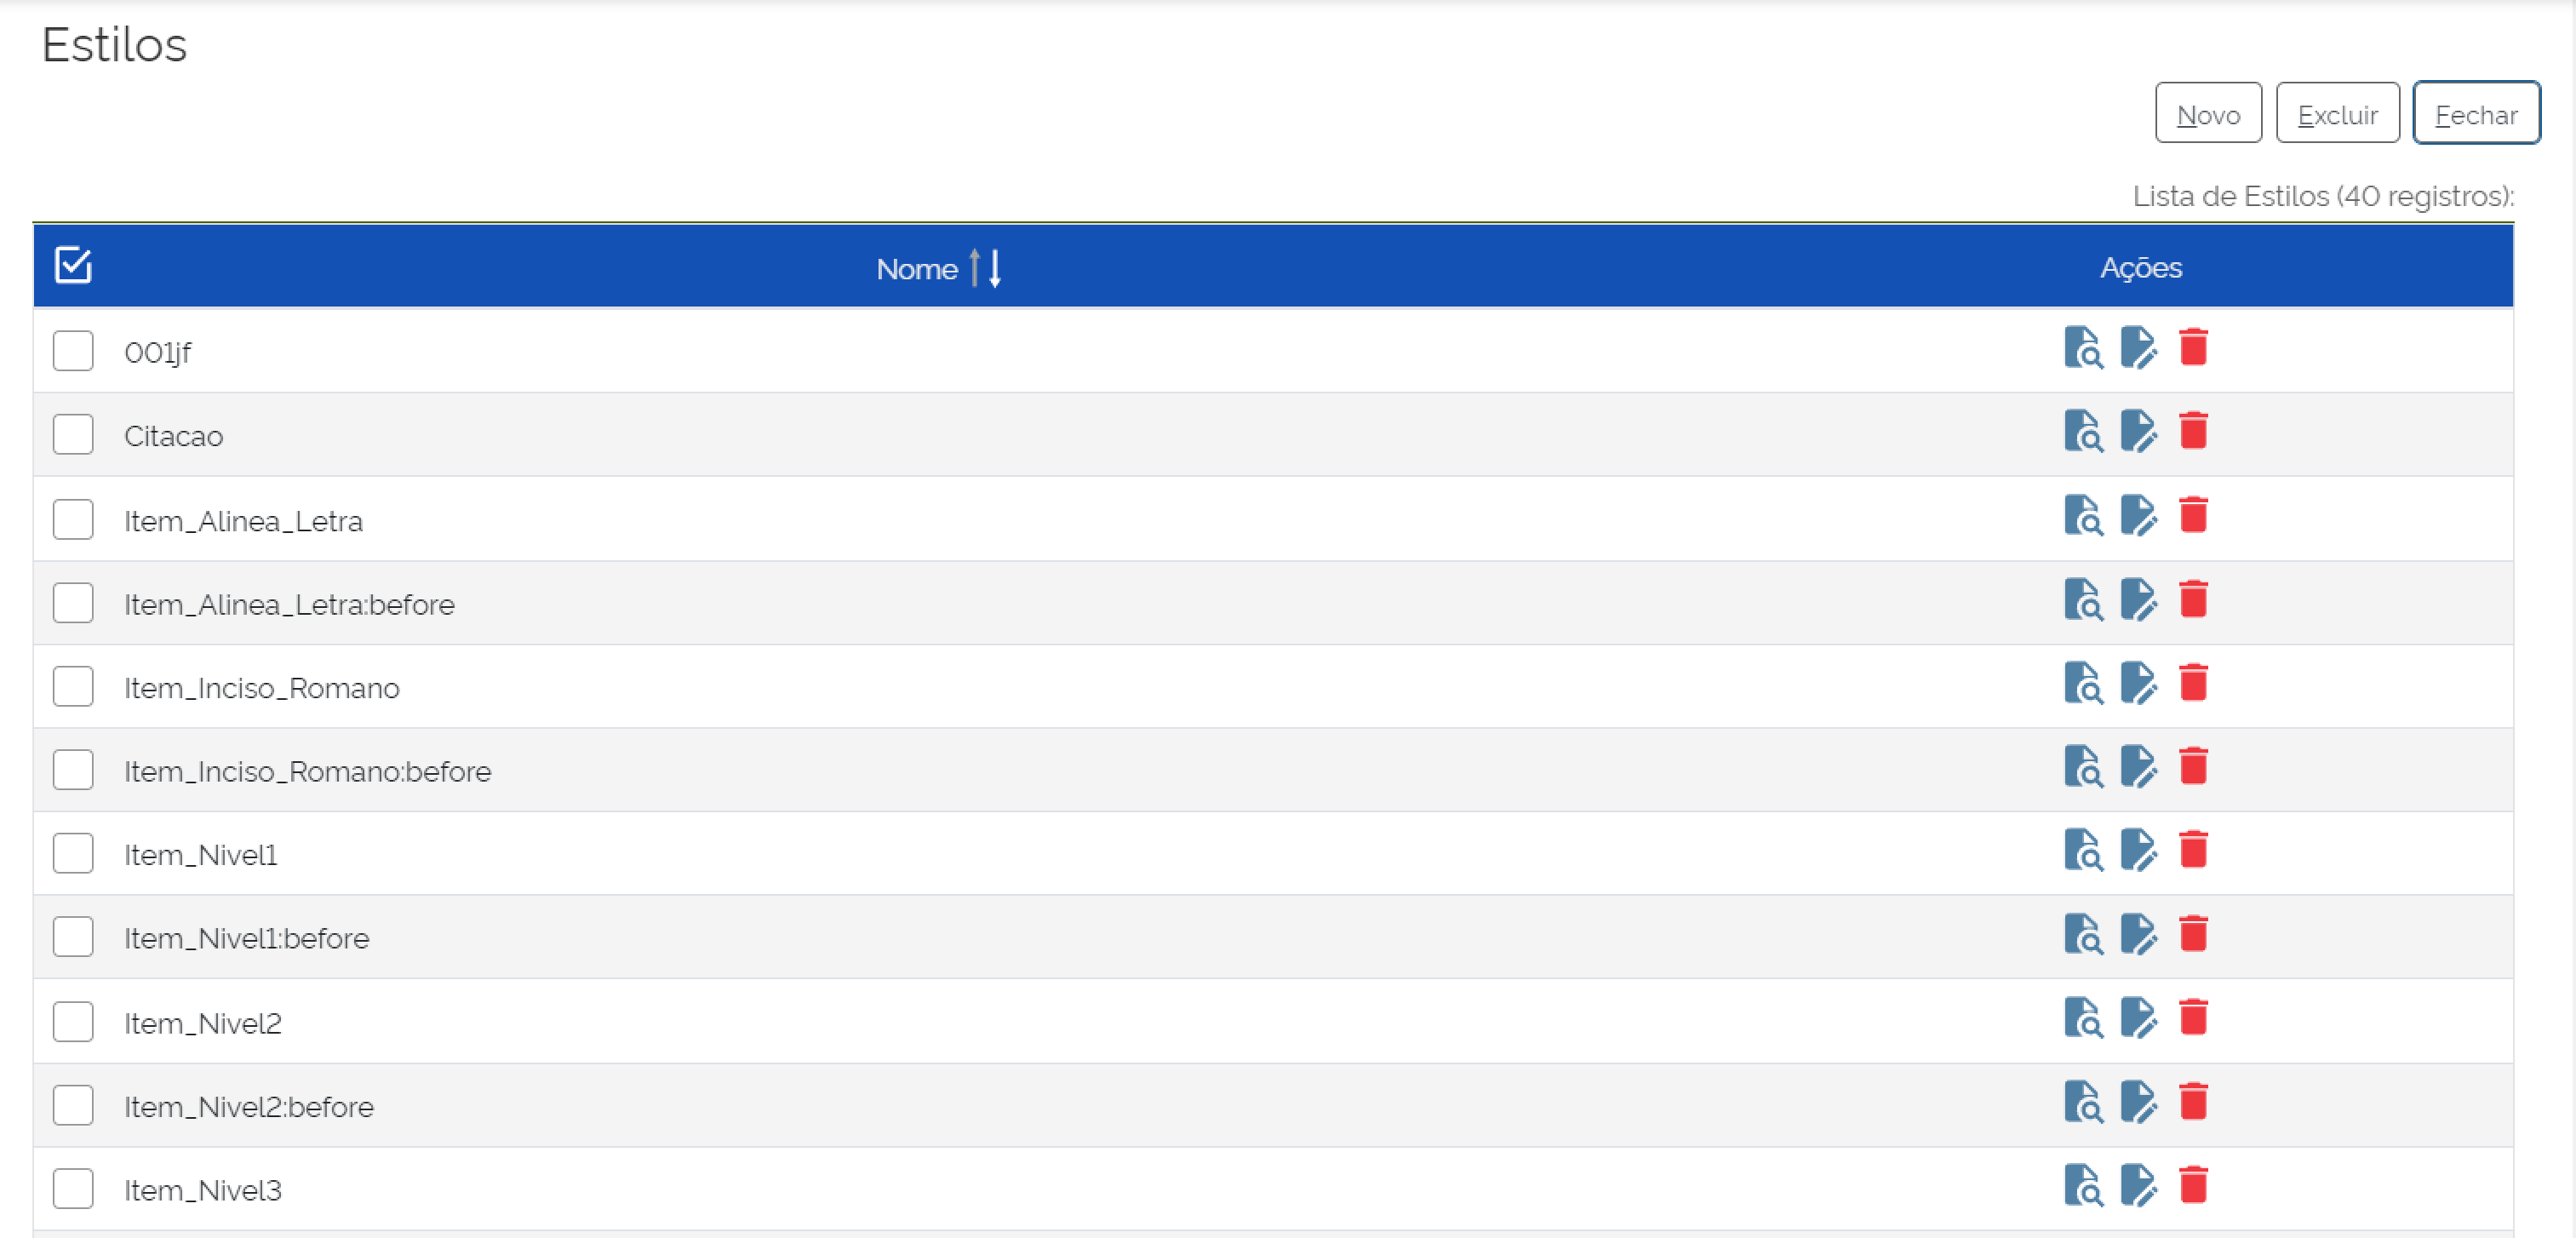 Estilos
Novo Excluir Fechar
Lista de Estilos (40 registros):
Nome Ações
001jf
Citacao
Item_Alinea_Letra
Item_Alinea_Letra:before
Item_Inciso_Romano
Item_Inciso_Romano:before
Item_Nivel1
Item_Nivel1:before
Item_Nivel2
Item_Nivel2:before
Item_Nivel3